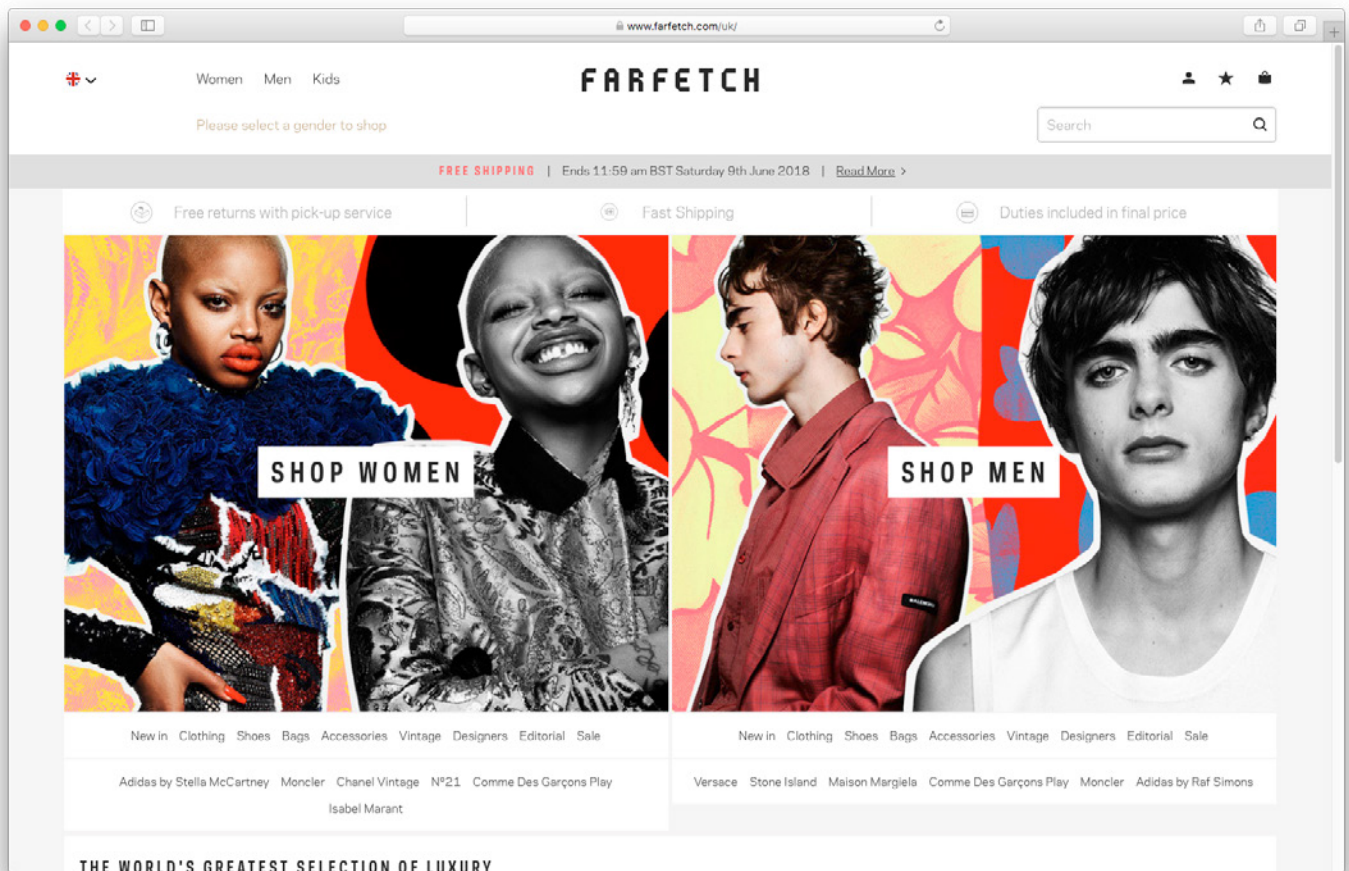 www.farfetch.com/uk/
Women Men Kids
FARFETCH
Please select a gender to shop
Search
FREE SHIPPING | Ends 11:59 am BST Saturday 9th June 2018 | Read More >
Free returns with pick-up service
Fast Shipping
Duties included in final price
SHOP WOMEN
SHOP MEN
New in Clothing Shoes Bags Accessories Vintage Designers Editorial Sale
Adidas by Stella McCartney Moncler Chanel Vintage N°21 Comme Des Garçons Play
Isabel Marant
New in Clothing Shoes Bags Accessories Vintage Designers Editorial Sale
Versace Stone Island Maison Margiela Comme Des Garçons Play Moncler Adidas by Raf Simons
THE WORLD'S GREATEST SELECTION OF LUXURY